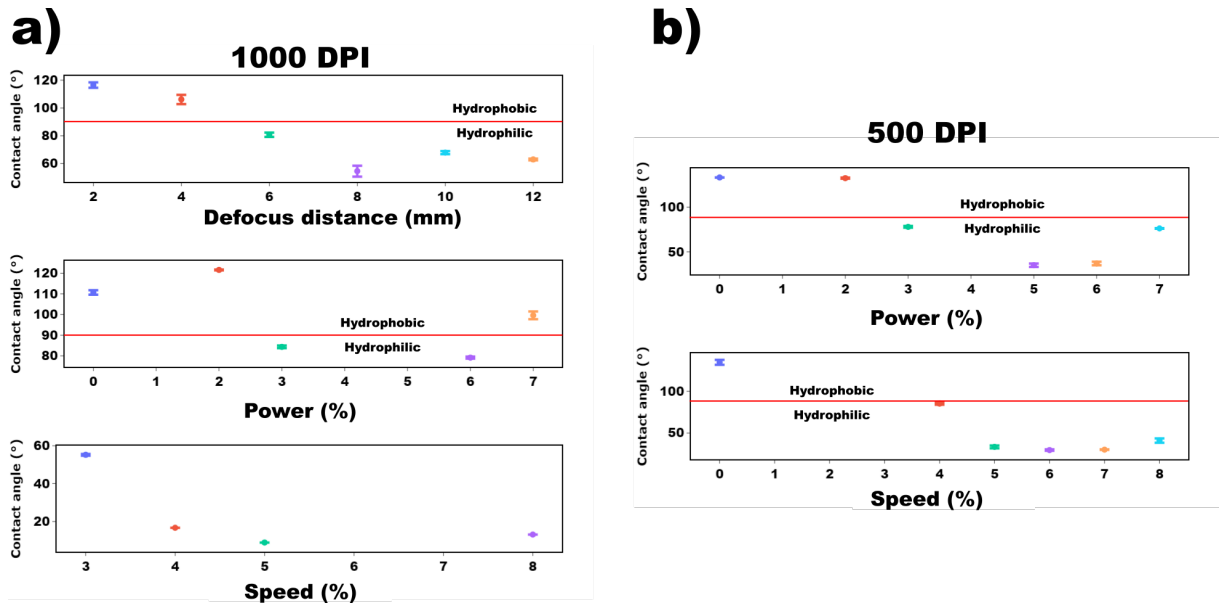 a)
1000 DPI
Contact angle (°)
120
100
80
60
Hydrophobic
Hydrophilic
2 4 6 8 10 12
Defocus distance (mm)
Contact angle (°)
120
110
100
90
80
Hydrophobic
Hydrophilic
0 1 2 3 4 5 6 7
Power (%)
Contact angle (°)
60
40
20
3 4 5 6 7 8
Speed (%)
b)
500 DPI
Contact angle (°)
100
50
Hydrophobic
Hydrophilic
0 1 2 3 4 5 6 7
Power (%)
Contact angle (°)
100
50
Hydrophobic
Hydrophilic
0 1 2 3 4 5 6 7 8
Speed (%)